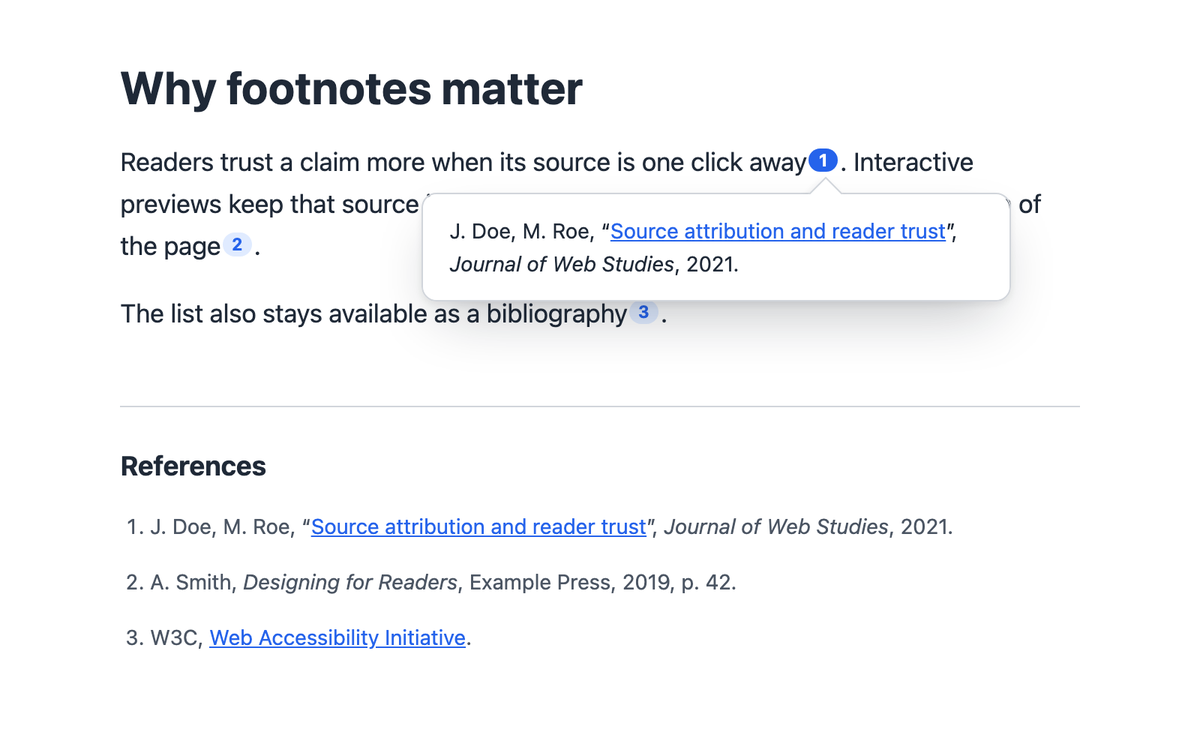 Why footnotes matter
Readers trust a claim more when its source is one click away 1 . Interactive
previews keep that source of
J. Doe, M. Roe, “Source attribution and reader trust”,
the page 2 .
Journal of Web Studies, 2021.
The list also stays available as a bibliography 3 .
References
1. J. Doe, M. Roe, “Source attribution and reader trust”, Journal of Web Studies, 2021.
2. A. Smith, Designing for Readers, Example Press, 2019, p. 42.
3. W3C, Web Accessibility Initiative.